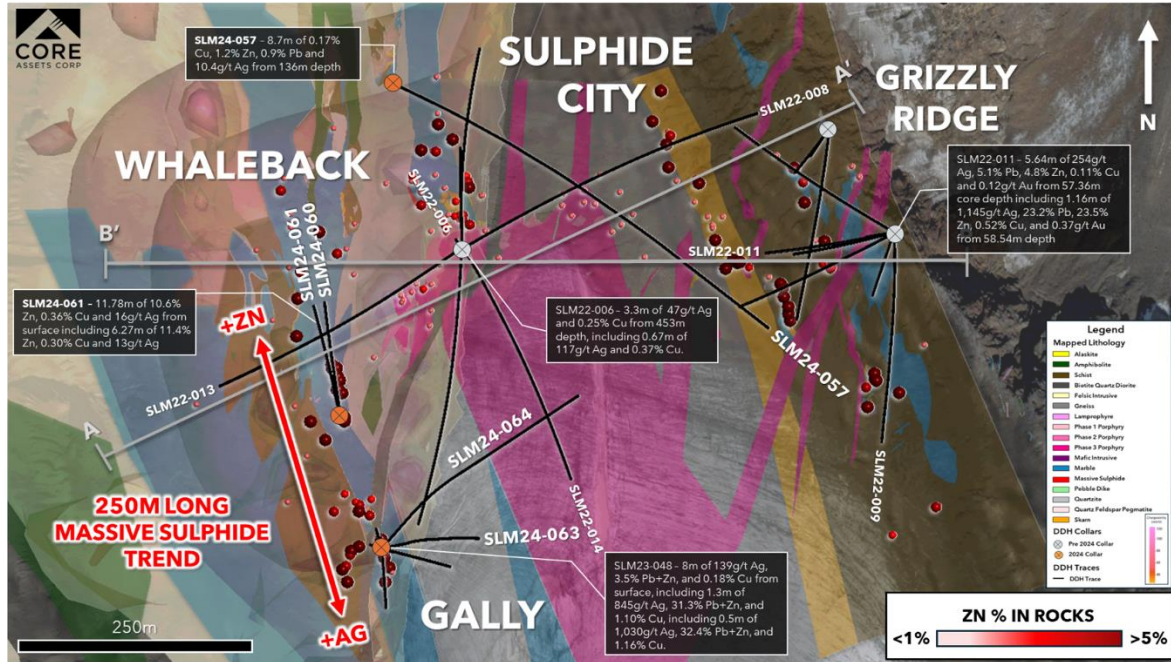 CORE
ASSETS CORP
SLM24-057 - 8.7m of 0.17%
Cu, 1.2% Zn, 0.9% Pb and
10.4g/t Ag from 136m depth
SULPHIDE
CITY
A'
GRIZZLY
RIDGE
N
WHALEBACK
SLM22-008
SLM22-006
SLM24-061
SLM24-060
B'
SLM22-011
SLM22-011 – 5.64m of 254g/t
Ag, 5.1% Pb, 4.8% Zn, 0.11% Cu
and 0.12g/t Au from 57.36m
core depth including 1.16m of
1,145g/t Ag, 23.2% Pb, 23.5%
Zn, 0.52% Cu, and 0.37g/t Au
from 58.54m depth
SLM24-061 – 11.78m of 10.6%
Zn, 0.36% Cu and 16g/t Ag from
surface including 6.27m of 11.4%
Zn, 0.30% Cu and 13g/t Ag
SLM22-006 – 3.3m of 47g/t Ag
and 0.25% Cu from 453m
depth, including 0.67m of
117g/t Ag and 0.37% Cu.
+ZN
SLM22-013
A
SLM24-057
SLM24-064
SLM22-009
SLM22-014
SLM24-063
250M LONG
MASSIVE SULPHIDE
TREND
+AG
GALLY
SLM23-048 – 8m of 139g/t Ag,
3.5% Pb+Zn, and 0.18% Cu from
surface, including 1.3m of
845g/t Ag, 31.3% Pb+Zn, and
1.10% Cu, including 0.5m of
1,030g/t Ag, 32.4% Pb+Zn, and
1.16% Cu.
250m
Legend
Mapped Lithology
Alaskite
Amphibolite
Schist
Biotite Quartz Diorite
Felsic Intrusive
Gneiss
Lamprophyre
Phase 1 Porphyry
Phase 2 Porphyry
Phase 3 Porphyry
Mafic Intrusive
Marble
Massive Sulphide
Pebble Dike
Quartzite
Quartz Feldspar Pegmatite
Skarn
DDH Collars
Pre 2024 Collar
2024 Collar
DDH Traces
DDH Trace
ZN % IN ROCKS
<1% >5%